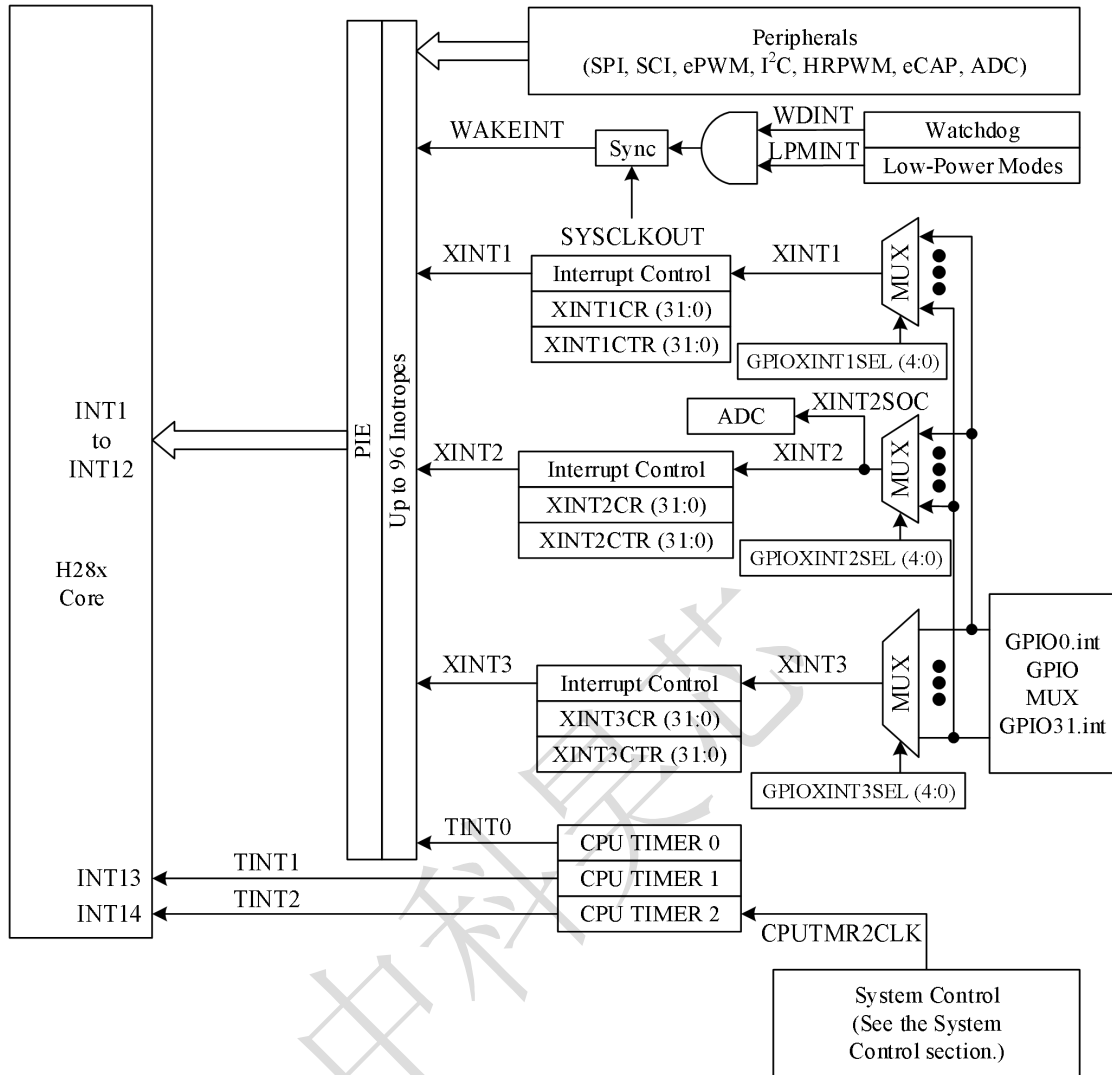 Peripherals
(SPI, SCI, ePWM, I²C, HRPWM, eCAP, ADC)
WDINT
Watchdog
WAKEINT
Sync
LPMINT
Low-Power Modes
SYSCLKOUT
XINT1
Interrupt Control
XINT1
MUX
XINT1CR (31:0)
XINT1CTR (31:0)
GPIOXINT1SEL (4:0)
INT1
to
INT12
PIE
Up to 96 Inotropes
ADC
XINT2SOC
XINT2
Interrupt Control
XINT2
MUX
XINT2CR (31:0)
XINT2CTR (31:0)
GPIOXINT2SEL (4:0)
H28x
Core
GPIO0.int
GPIO
MUX
GPIO31.int
XINT3
Interrupt Control
XINT3
MUX
XINT3CR (31:0)
XINT3CTR (31:0)
GPIOXINT3SEL (4:0)
TINT0
CPU TIMER 0
INT13
TINT1
CPU TIMER 1
INT14
TINT2
CPU TIMER 2
CPUTMR2CLK
System Control
(See the System
Control section.)
中科昊芯